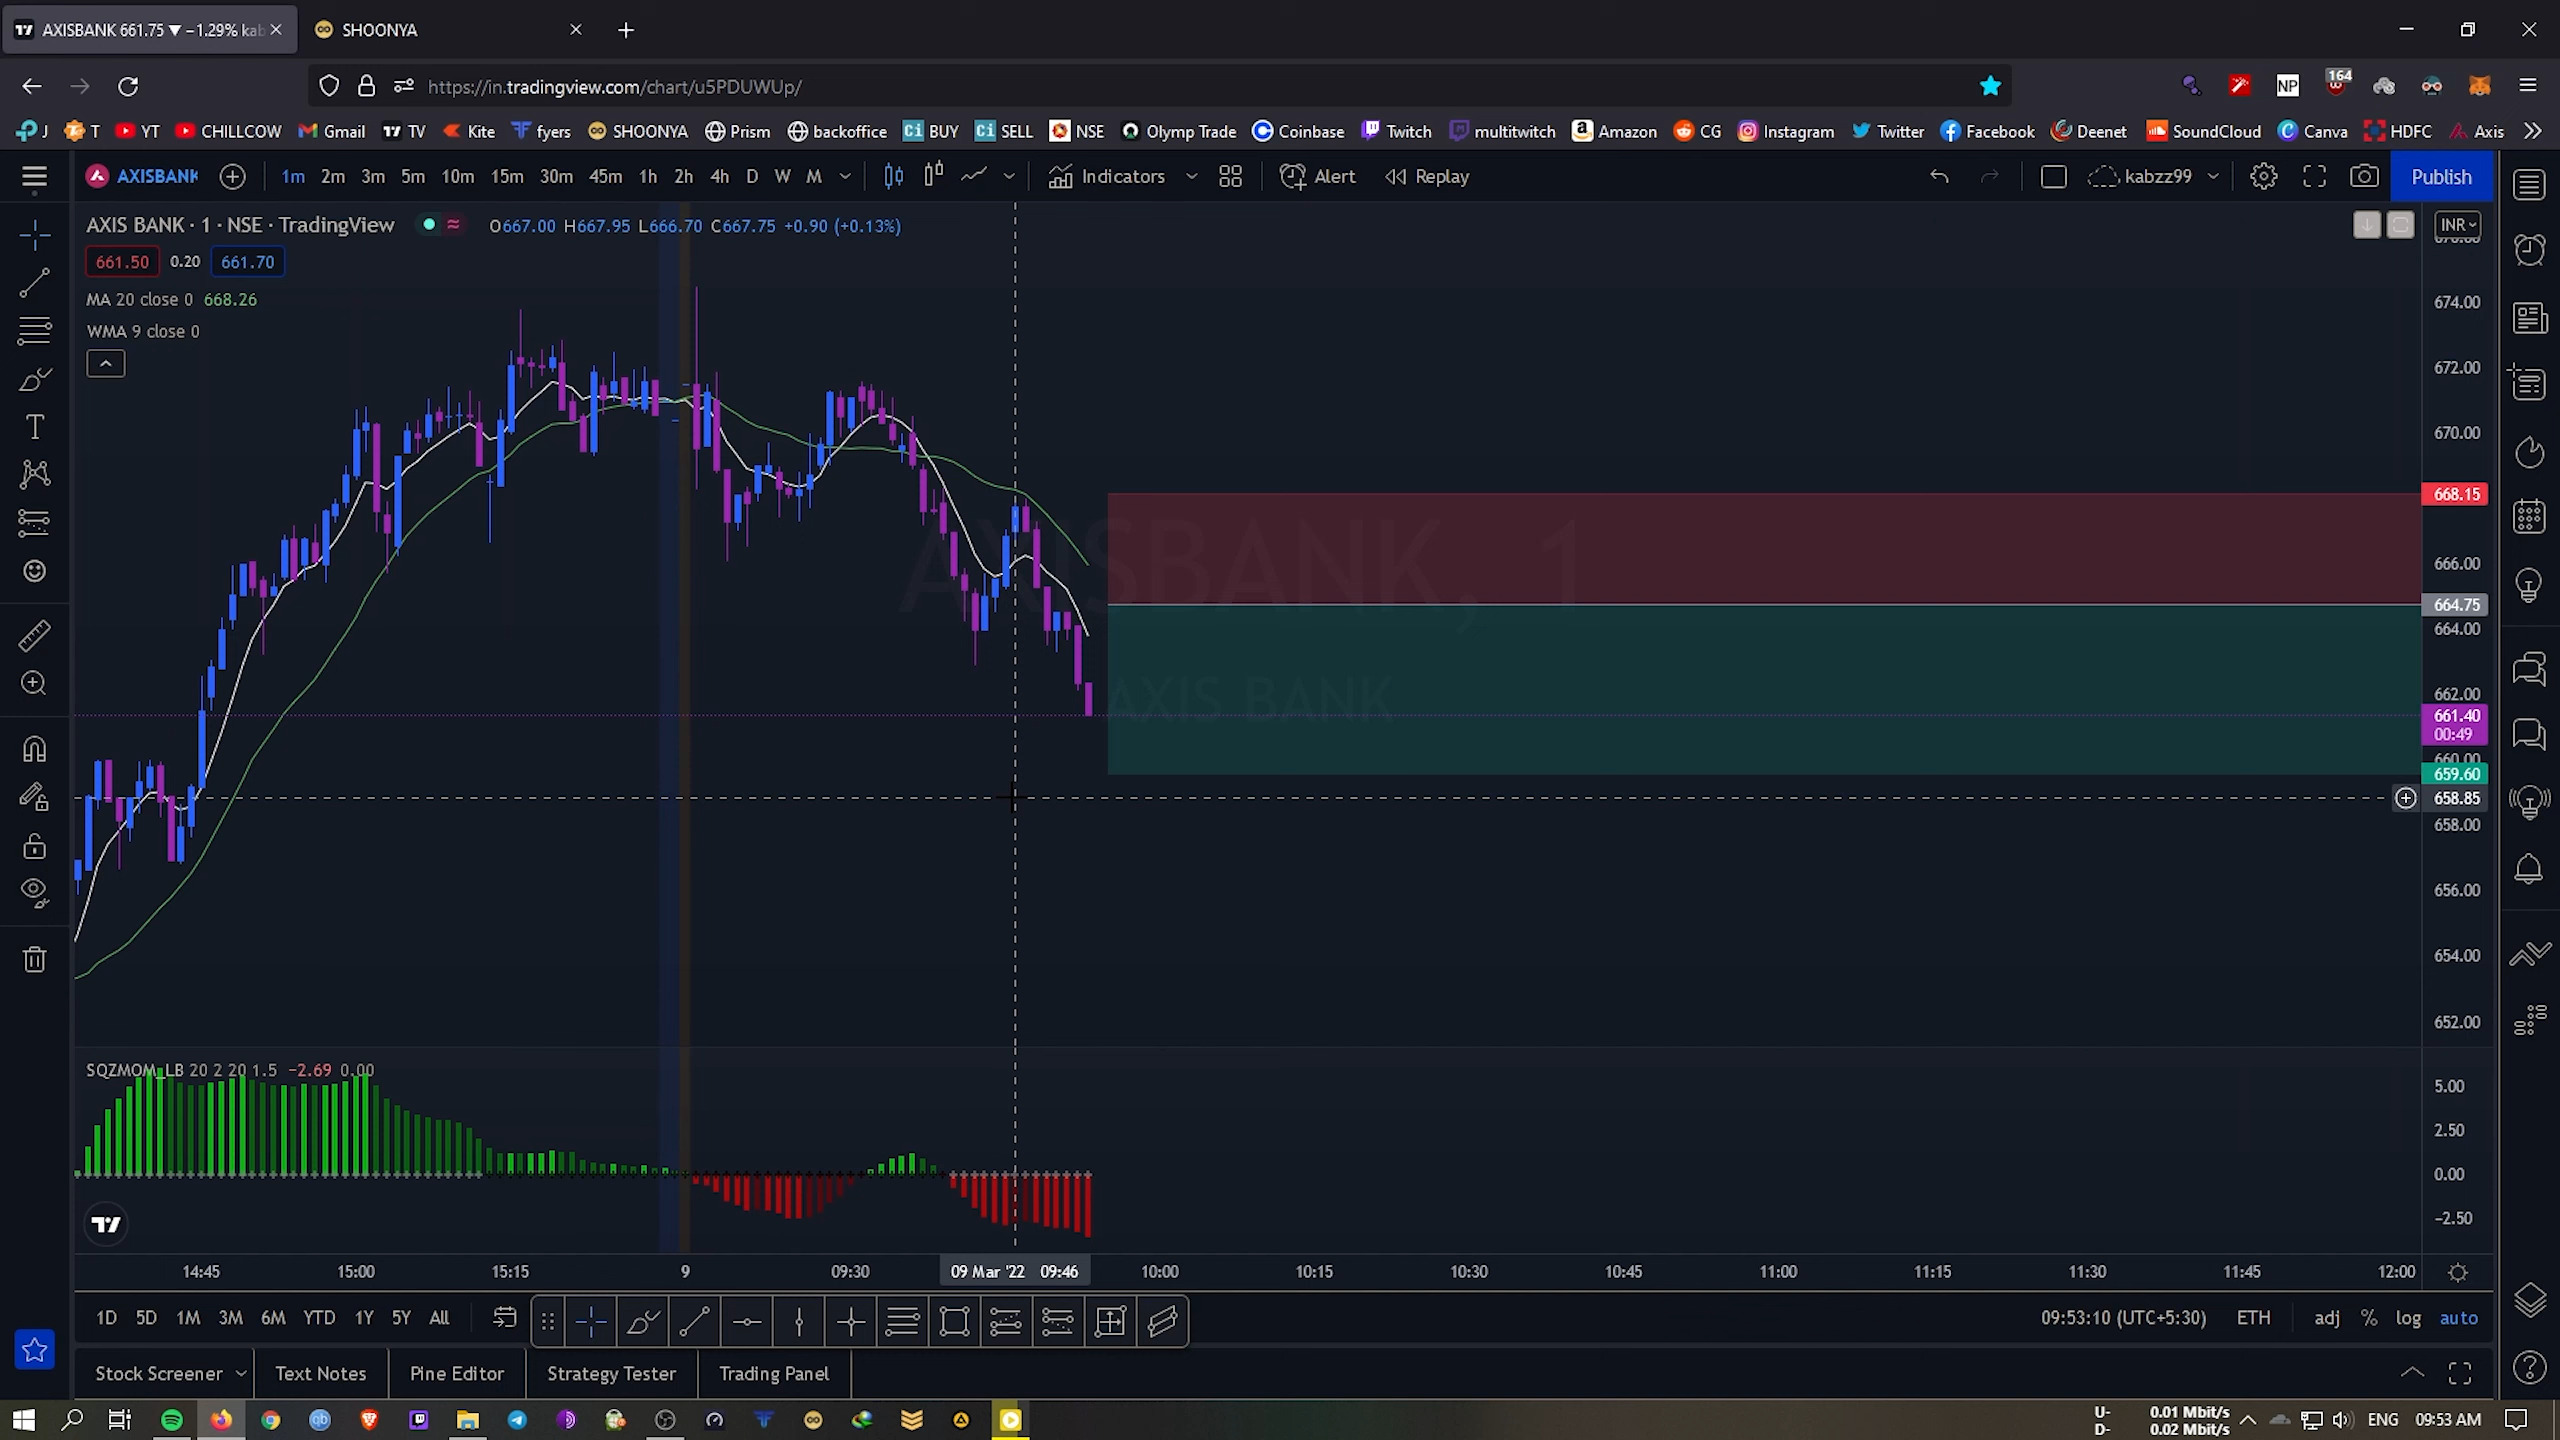 AXISBANK 661.75 ▼ −1.29% kab
SHOONYA
https://in.tradingview.com/chart/u5PDUWUp/
NP
164
J T YT CHILLCOW Gmail TV Kite fyers SHOONYA Prism backoffice BUY SELL NSE Olymp Trade Coinbase Twitch multitwitch Amazon CG Instagram Twitter Facebook Deenet SoundCloud Canva HDFC Axis
AXISBANK 1m 2m 3m 5m 10m 15m 30m 45m 1h 2h 4h D W M Indicators Alert Replay kabzz99 Publish
AXIS BANK · 1 · NSE · TradingView O667.00 H667.95 L666.70 C667.75 +0.90 (+0.13%)
INR
661.50 0.20 661.70
MA 20 close 0 668.26
WMA 9 close 0
674.00
672.00
670.00
668.15
AXISBANK, 1
666.00
664.75
664.00
AXIS BANK
662.00
661.40
00:49
660.00
659.60
658.85
658.00
656.00
654.00
652.00
SQZMOM_LB 20 2 20 1.5 −2.69 0.00
5.00
2.50
0.00
−2.50
14:45 15:00 15:15 9 09:30 09 Mar '22 09:46 10:00 10:15 10:30 10:45 11:00 11:15 11:30 11:45 12:00
1D 5D 1M 3M 6M YTD 1Y 5Y All
09:53:10 (UTC+5:30) ETH adj % log auto
Stock Screener Text Notes Pine Editor Strategy Tester Trading Panel
U- 0.01 Mbit/s
D- 0.02 Mbit/s
ENG 09:53 AM